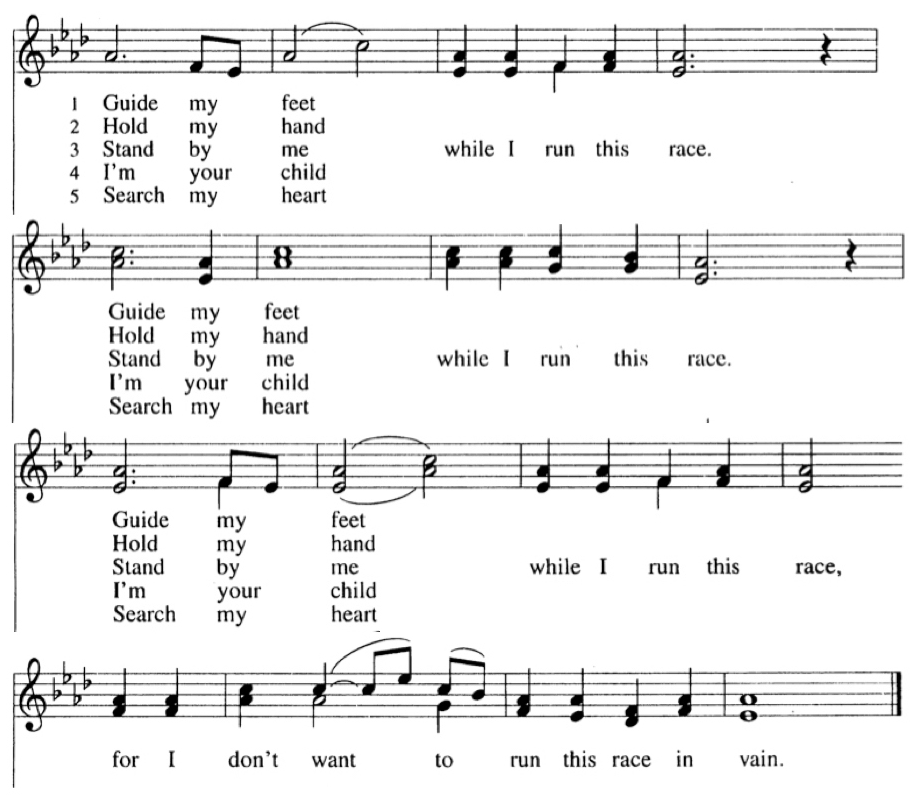 1 Guide my feet
2 Hold my hand
3 Stand by me while I run this race.
4 I'm your child
5 Search my heart
Guide my feet
Hold my hand
Stand by me while I run this race.
I'm your child
Search my heart
Guide my feet
Hold my hand
Stand by me while I run this race,
I'm your child
Search my heart
for I don't want to run this race in vain.